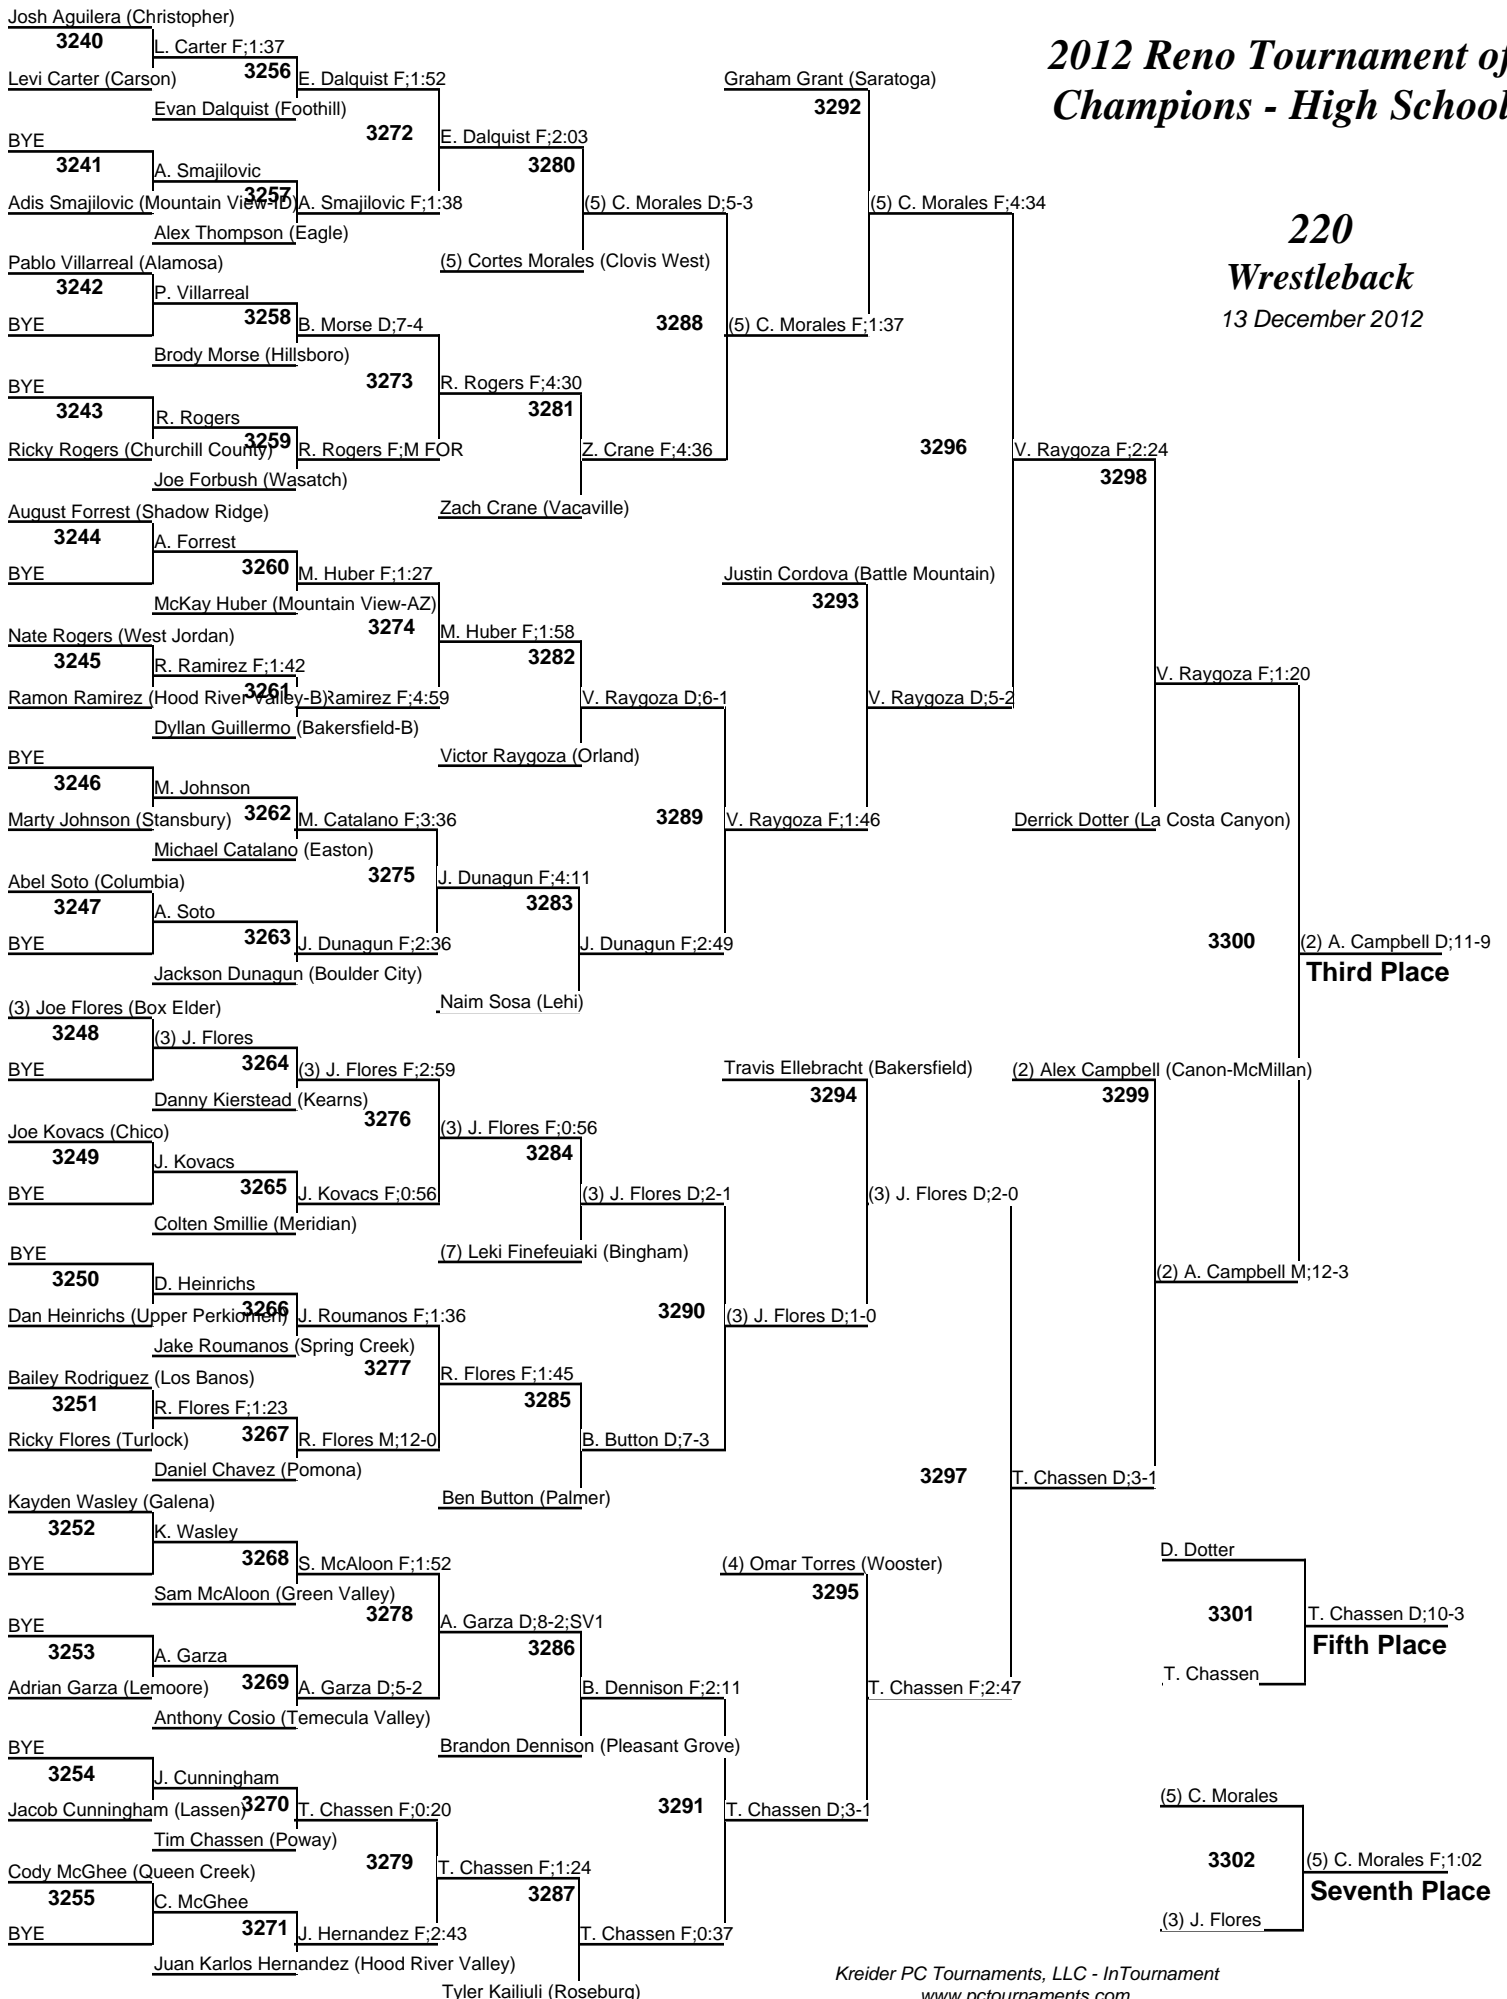 2012 Reno Tournament of
Champions - High School
220
Wrestleback
13 December 2012
Josh Aguilera (Christopher)
3240
L. Carter F;1:37
Levi Carter (Carson)
3256
E. Dalquist F;1:52
Evan Dalquist (Foothill)
3272
BYE
3241
E. Dalquist F;2:03
3280
A. Smajilovic
3257
Adis Smajilovic (Mountain View-ID)
A. Smajilovic F;1:38
Alex Thompson (Eagle)
(5) C. Morales D;5-3
(5) Cortes Morales (Clovis West)
Pablo Villarreal (Alamosa)
3242
P. Villarreal
BYE
3258
B. Morse D;7-4
Brody Morse (Hillsboro)
3273
BYE
3243
R. Rogers F;4:30
3281
R. Rogers
3259
Ricky Rogers (Churchill County)
R. Rogers F;M FOR
Joe Forbush (Wasatch)
Z. Crane F;4:36
Zach Crane (Vacaville)
3288
(5) C. Morales F;1:37
Graham Grant (Saratoga)
3292
(5) C. Morales F;4:34
August Forrest (Shadow Ridge)
3244
A. Forrest
BYE
3260
M. Huber F;1:27
McKay Huber (Mountain View-AZ)
3274
Nate Rogers (West Jordan)
3245
M. Huber F;1:58
3282
R. Ramirez F;1:42
3261
Ramon Ramirez (Hood River Valley-B)
Ramirez F;4:59
Dyllan Guillermo (Bakersfield-B)
V. Raygoza D;6-1
Victor Raygoza (Orland)
BYE
3246
M. Johnson
Marty Johnson (Stansbury)
3262
M. Catalano F;3:36
Michael Catalano (Easton)
3275
Abel Soto (Columbia)
3247
J. Dunagun F;4:11
3283
A. Soto
BYE
3263
J. Dunagun F;2:36
Jackson Dunagun (Boulder City)
J. Dunagun F;2:49
Naim Sosa (Lehi)
3289
V. Raygoza F;1:46
Justin Cordova (Battle Mountain)
3293
V. Raygoza D;5-2
3296
V. Raygoza F;2:24
3298
V. Raygoza F;1:20
Derrick Dotter (La Costa Canyon)
3300
(2) A. Campbell D;11-9
Third Place
(3) Joe Flores (Box Elder)
3248
(3) J. Flores
BYE
3264
(3) J. Flores F;2:59
Danny Kierstead (Kearns)
3276
Joe Kovacs (Chico)
3249
(3) J. Flores F;0:56
3284
J. Kovacs
BYE
3265
J. Kovacs F;0:56
Colten Smillie (Meridian)
(3) J. Flores D;2-1
(7) Leki Finefeuiaki (Bingham)
BYE
3250
D. Heinrichs
3266
Dan Heinrichs (Upper Perkiomen)
J. Roumanos F;1:36
Jake Roumanos (Spring Creek)
3277
Bailey Rodriguez (Los Banos)
3251
R. Flores F;1:45
3285
R. Flores F;1:23
Ricky Flores (Turlock)
3267
R. Flores M;12-0
Daniel Chavez (Pomona)
B. Button D;7-3
Ben Button (Palmer)
3290
(3) J. Flores D;1-0
Travis Ellebracht (Bakersfield)
3294
(3) J. Flores D;2-0
(2) Alex Campbell (Canon-McMillan)
3299
(2) A. Campbell M;12-3
Kayden Wasley (Galena)
3252
K. Wasley
BYE
3268
S. McAloon F;1:52
Sam McAloon (Green Valley)
3278
BYE
3253
A. Garza D;8-2;SV1
3286
A. Garza
Adrian Garza (Lemoore)
3269
A. Garza D;5-2
Anthony Cosio (Temecula Valley)
B. Dennison F;2:11
Brandon Dennison (Pleasant Grove)
BYE
3254
J. Cunningham
Jacob Cunningham (Lassen)
3270
T. Chassen F;0:20
Tim Chassen (Poway)
3279
Cody McGhee (Queen Creek)
3255
T. Chassen F;1:24
3287
C. McGhee
BYE
3271
J. Hernandez F;2:43
Juan Karlos Hernandez (Hood River Valley)
T. Chassen F;0:37
Tyler Kailiuli (Roseburg)
3291
T. Chassen D;3-1
(4) Omar Torres (Wooster)
3295
T. Chassen F;2:47
3297
T. Chassen D;3-1
D. Dotter
3301
T. Chassen D;10-3
Fifth Place
T. Chassen
(5) C. Morales
3302
(5) C. Morales F;1:02
Seventh Place
(3) J. Flores
Kreider PC Tournaments, LLC - InTournament
www.pctournaments.com